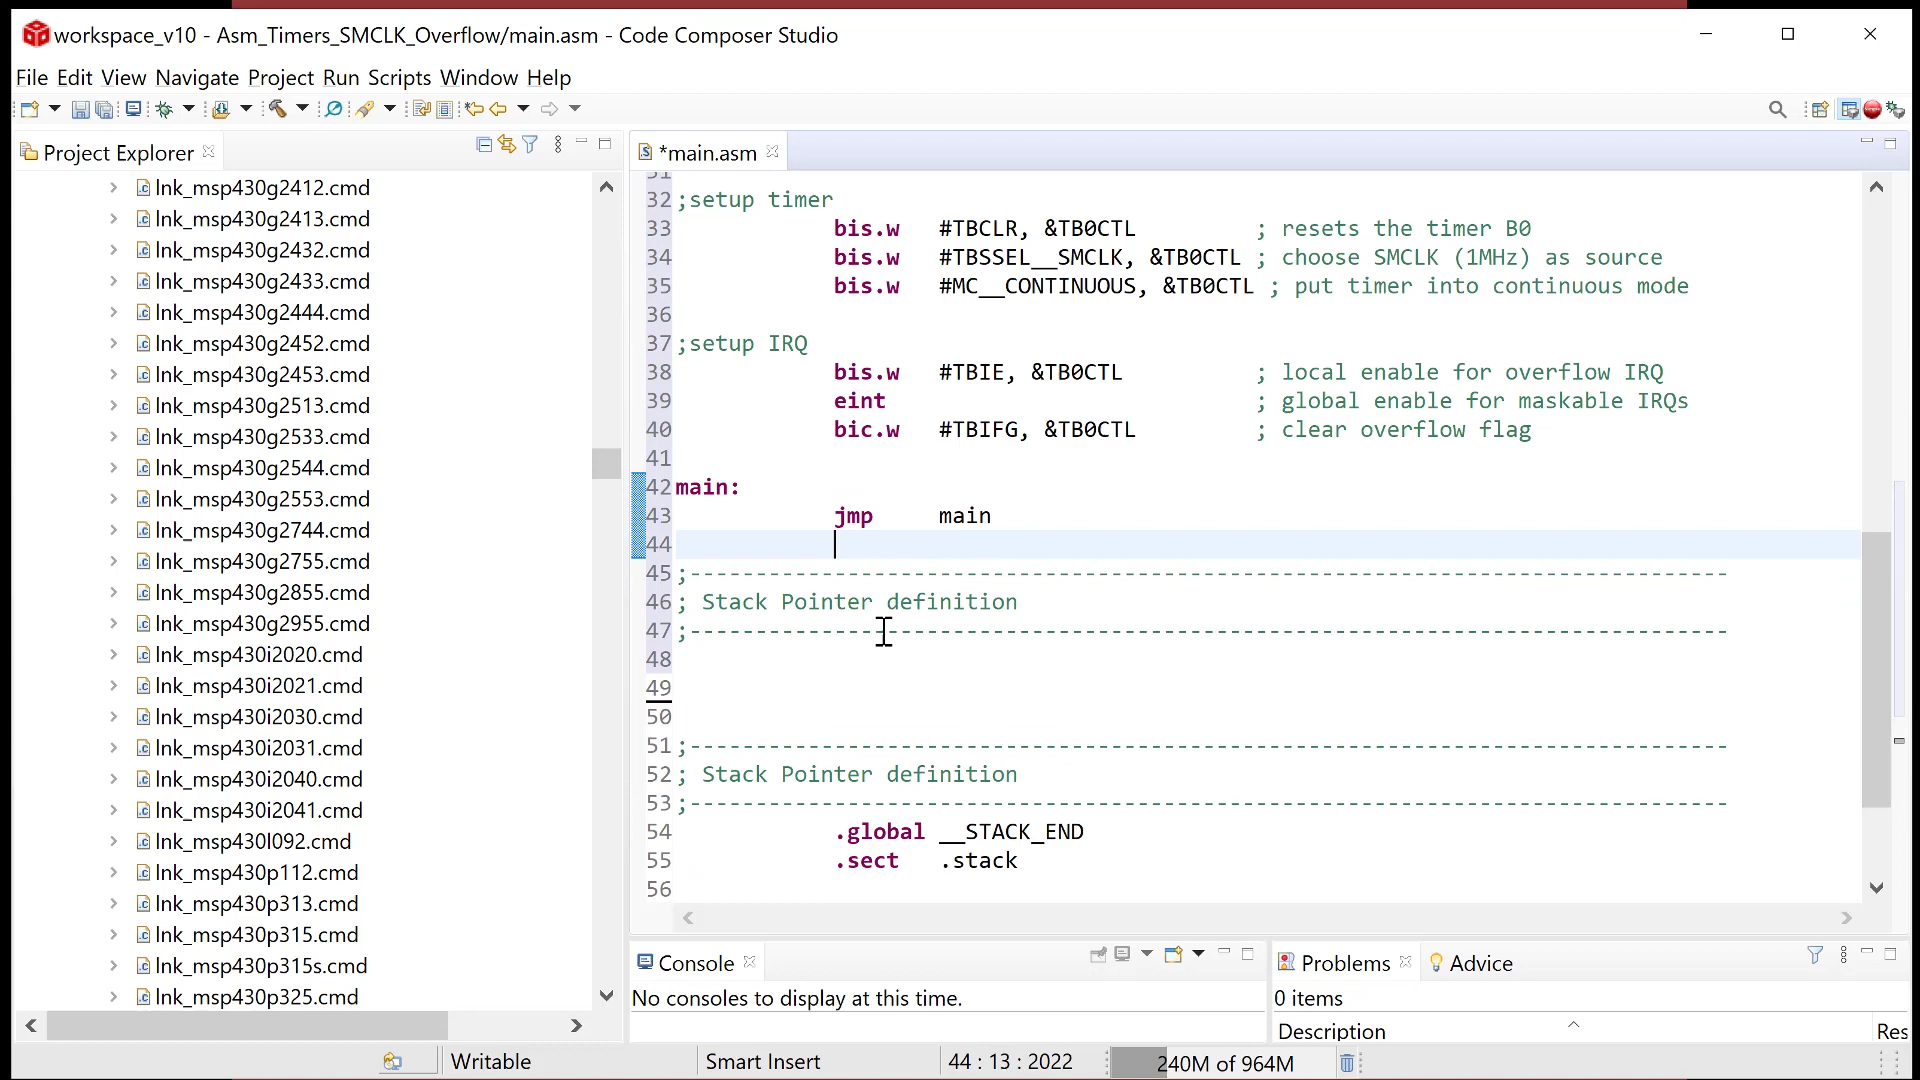 workspace_v10 - Asm_Timers_SMCLK_Overflow/main.asm - Code Composer Studio
File Edit View Navigate Project Run Scripts Window Help
Project Explorer
lnk_msp430g2412.cmd
lnk_msp430g2413.cmd
lnk_msp430g2432.cmd
lnk_msp430g2433.cmd
lnk_msp430g2444.cmd
lnk_msp430g2452.cmd
lnk_msp430g2453.cmd
lnk_msp430g2513.cmd
lnk_msp430g2533.cmd
lnk_msp430g2544.cmd
lnk_msp430g2553.cmd
lnk_msp430g2744.cmd
lnk_msp430g2755.cmd
lnk_msp430g2855.cmd
lnk_msp430g2955.cmd
lnk_msp430i2020.cmd
lnk_msp430i2021.cmd
lnk_msp430i2030.cmd
lnk_msp430i2031.cmd
lnk_msp430i2040.cmd
lnk_msp430i2041.cmd
lnk_msp430l092.cmd
lnk_msp430p112.cmd
lnk_msp430p313.cmd
lnk_msp430p315.cmd
lnk_msp430p315s.cmd
lnk_msp430p325.cmd
*main.asm
31
32 ;setup timer
33 bis.w #TBCLR, &TB0CTL ; resets the timer B0
34 bis.w #TBSSEL__SMCLK, &TB0CTL ; choose SMCLK (1MHz) as source
35 bis.w #MC__CONTINUOUS, &TB0CTL ; put timer into continuous mode
36
37 ;setup IRQ
38 bis.w #TBIE, &TB0CTL ; local enable for overflow IRQ
39 eint ; global enable for maskable IRQs
40 bic.w #TBIFG, &TB0CTL ; clear overflow flag
41
42 main:
43 jmp main
44
45 ;-------------------------------------------------------------------------------
46 ; Stack Pointer definition
47 ;-------------------------------------------------------------------------------
48
49
50
51 ;-------------------------------------------------------------------------------
52 ; Stack Pointer definition
53 ;-------------------------------------------------------------------------------
54 .global __STACK_END
55 .sect .stack
56
Console
No consoles to display at this time.
Problems
Advice
0 items
Description
Res
Writable
Smart Insert
44 : 13 : 2022
240M of 964M